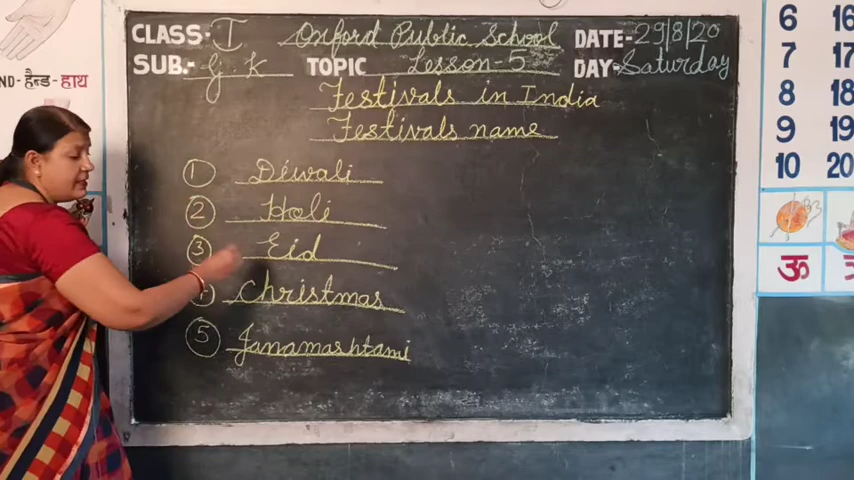 CLASS:- I Oxford Public School DATE:- 29/8/20
SUB.- G.K TOPIC Lesson-5 DAY:- Saturday
Festivals in India
Festivals name
1 Diwali
2 Holi
3 Eid
Christmas
5 Janamashtami
हैन्ड-हाथ
6 16
7 17
8 18
9 19
10 20
ॐ